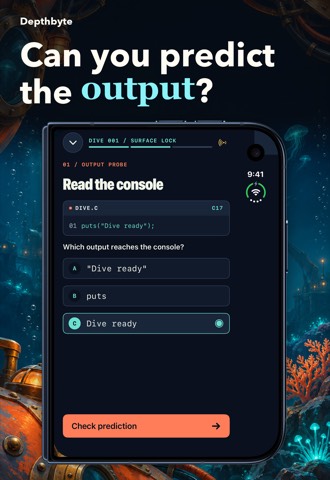 Depthbyte
Can you predict
the output?
DIVE 001 / SURFACE LOCK
9:41
01 / OUTPUT PROBE
Read the console
DIVE.C C17
01 puts("Dive ready");
Which output reaches the console?
A "Dive ready"
B puts
C Dive ready
Check prediction →